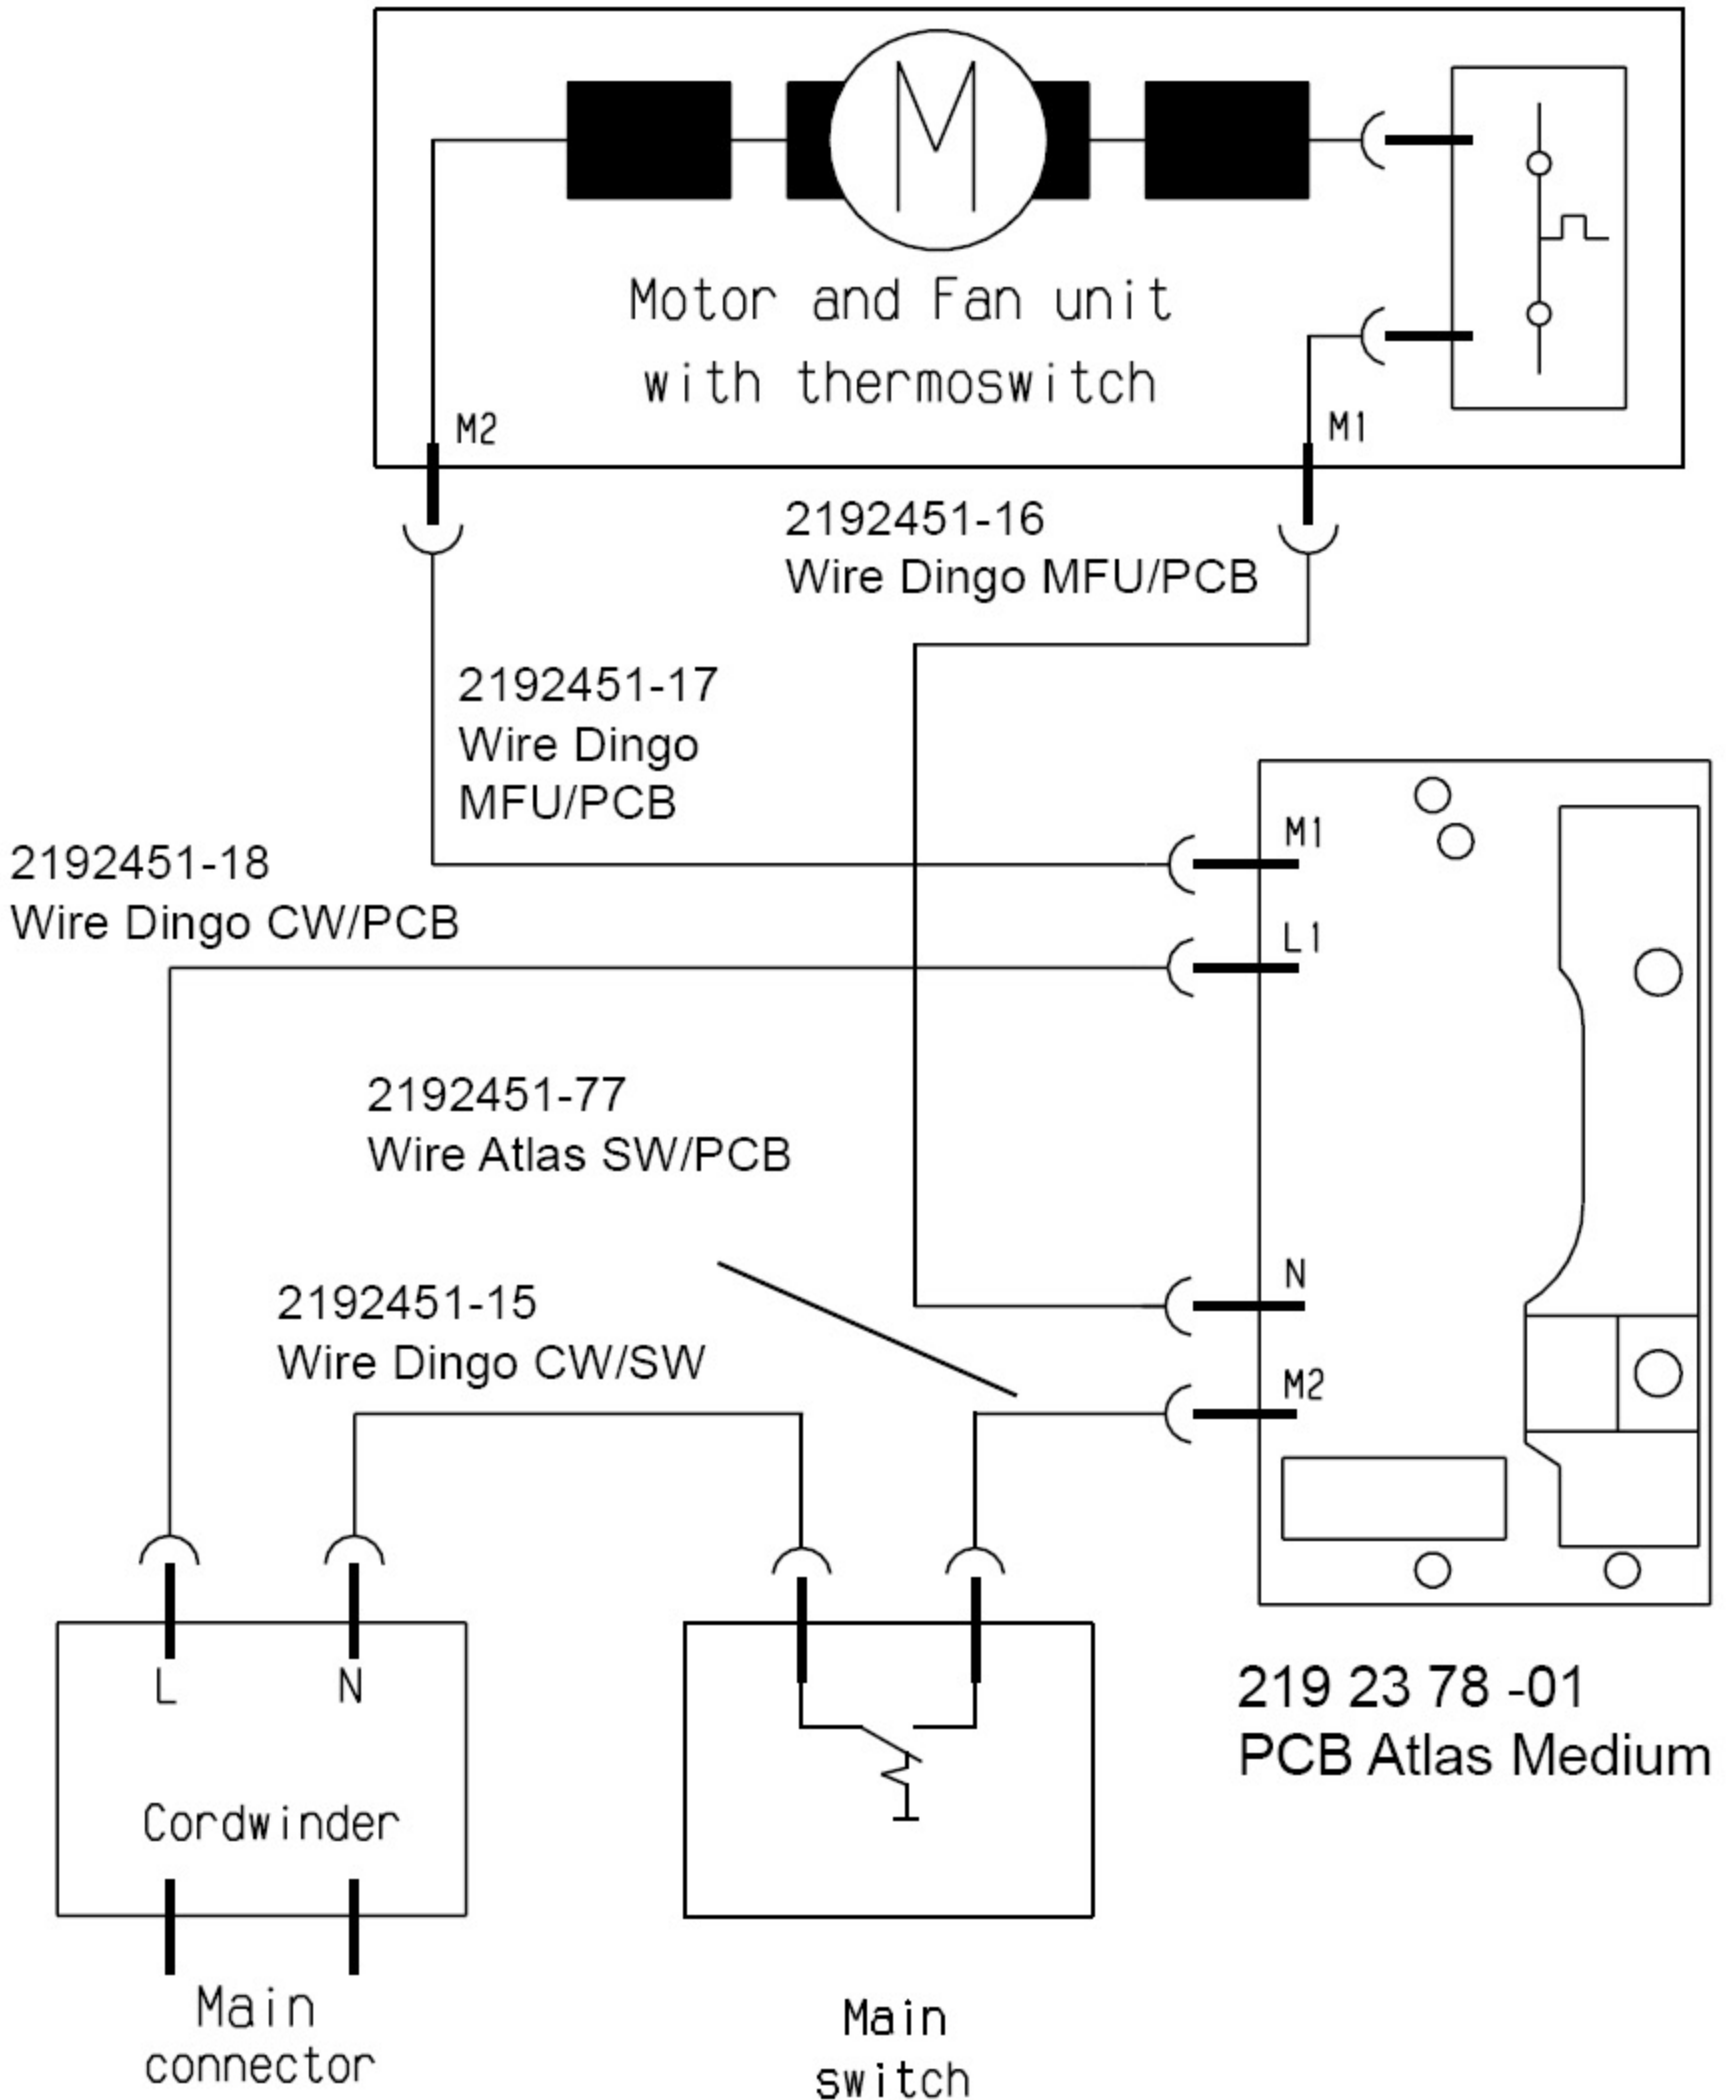 M
Motor and Fan unit
with thermoswitch
M2
M1
2192451-16
Wire Dingo MFU/PCB
2192451-17
Wire Dingo
MFU/PCB
M1
2192451-18
Wire Dingo CW/PCB
L1
2192451-77
Wire Atlas SW/PCB
N
2192451-15
Wire Dingo CW/SW
M2
L
N
219 23 78 -01
PCB Atlas Medium
Cordwinder
Main
connector
Main
switch